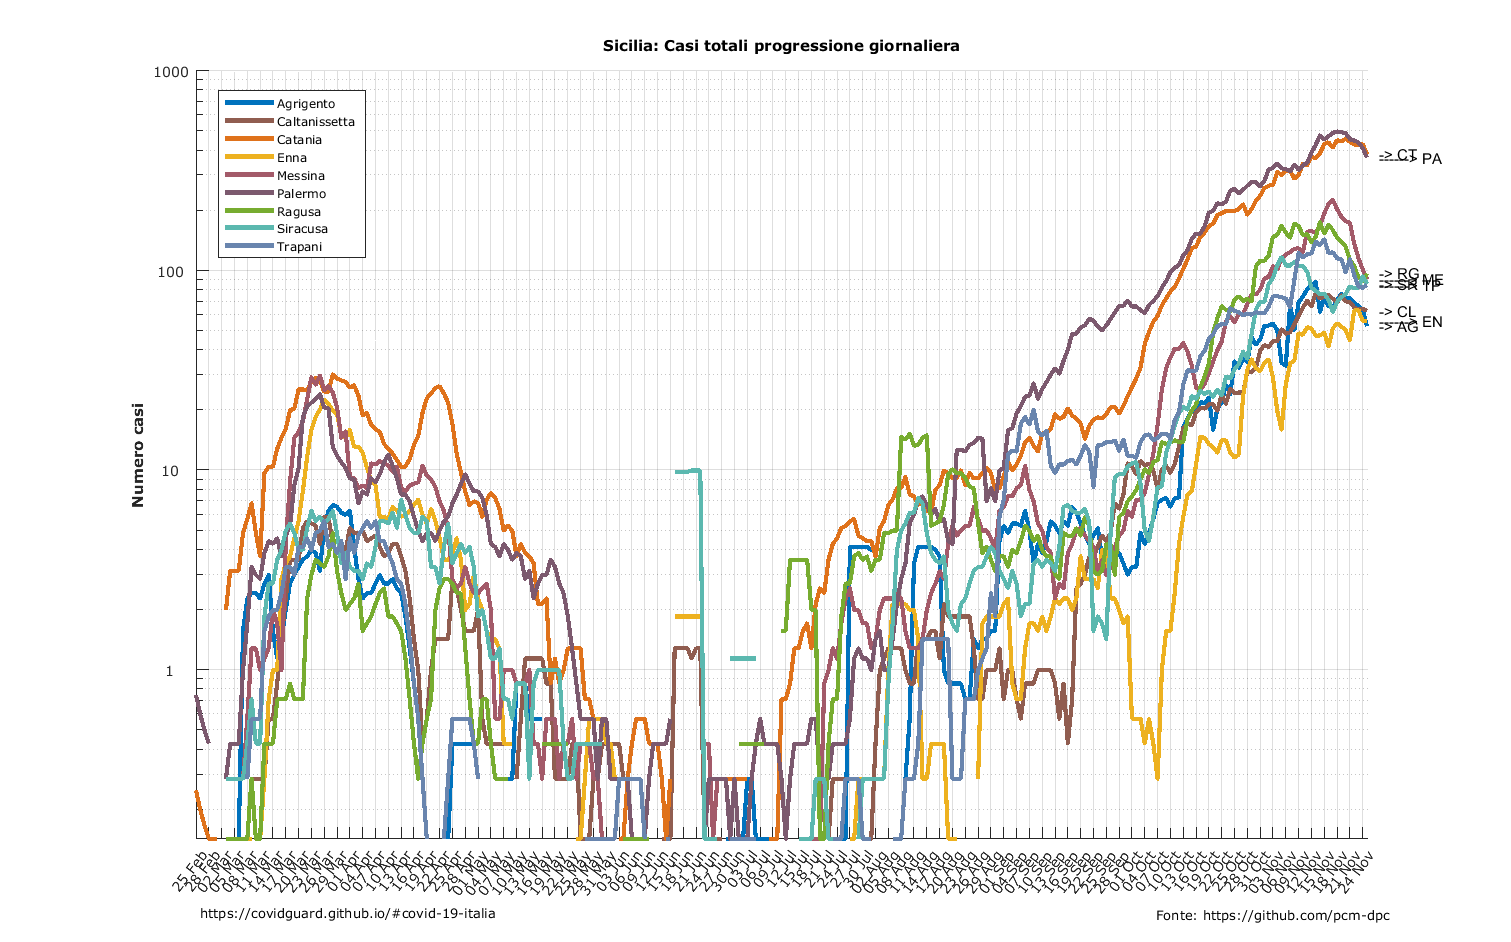 Sicilia: Casi totali progressione giornaliera
Numero casi
1000
100
10
1
Agrigento
Caltanissetta
Catania
Enna
Messina
Palermo
Ragusa
Siracusa
Trapani
-> CT
-----> PA
-> RG
-----> ME
-> SR
TP
-> CL
-----> EN
-> AG
25 Feb
28 Feb
02 Mar
05 Mar
08 Mar
11 Mar
14 Mar
17 Mar
20 Mar
23 Mar
26 Mar
29 Mar
01 Apr
04 Apr
07 Apr
10 Apr
13 Apr
16 Apr
19 Apr
22 Apr
25 Apr
28 Apr
01 May
04 May
07 May
10 May
13 May
16 May
19 May
22 May
25 May
28 May
31 May
03 Jun
06 Jun
09 Jun
12 Jun
15 Jun
18 Jun
21 Jun
24 Jun
27 Jun
30 Jun
03 Jul
06 Jul
09 Jul
12 Jul
15 Jul
18 Jul
21 Jul
24 Jul
27 Jul
30 Jul
02 Aug
05 Aug
08 Aug
11 Aug
14 Aug
17 Aug
20 Aug
23 Aug
26 Aug
29 Aug
01 Sep
04 Sep
07 Sep
10 Sep
13 Sep
16 Sep
19 Sep
22 Sep
25 Sep
28 Sep
01 Oct
04 Oct
07 Oct
10 Oct
13 Oct
16 Oct
19 Oct
22 Oct
25 Oct
28 Oct
31 Oct
03 Nov
06 Nov
09 Nov
12 Nov
15 Nov
18 Nov
21 Nov
24 Nov
https://covidguard.github.io/#covid-19-italia
Fonte: https://github.com/pcm-dpc